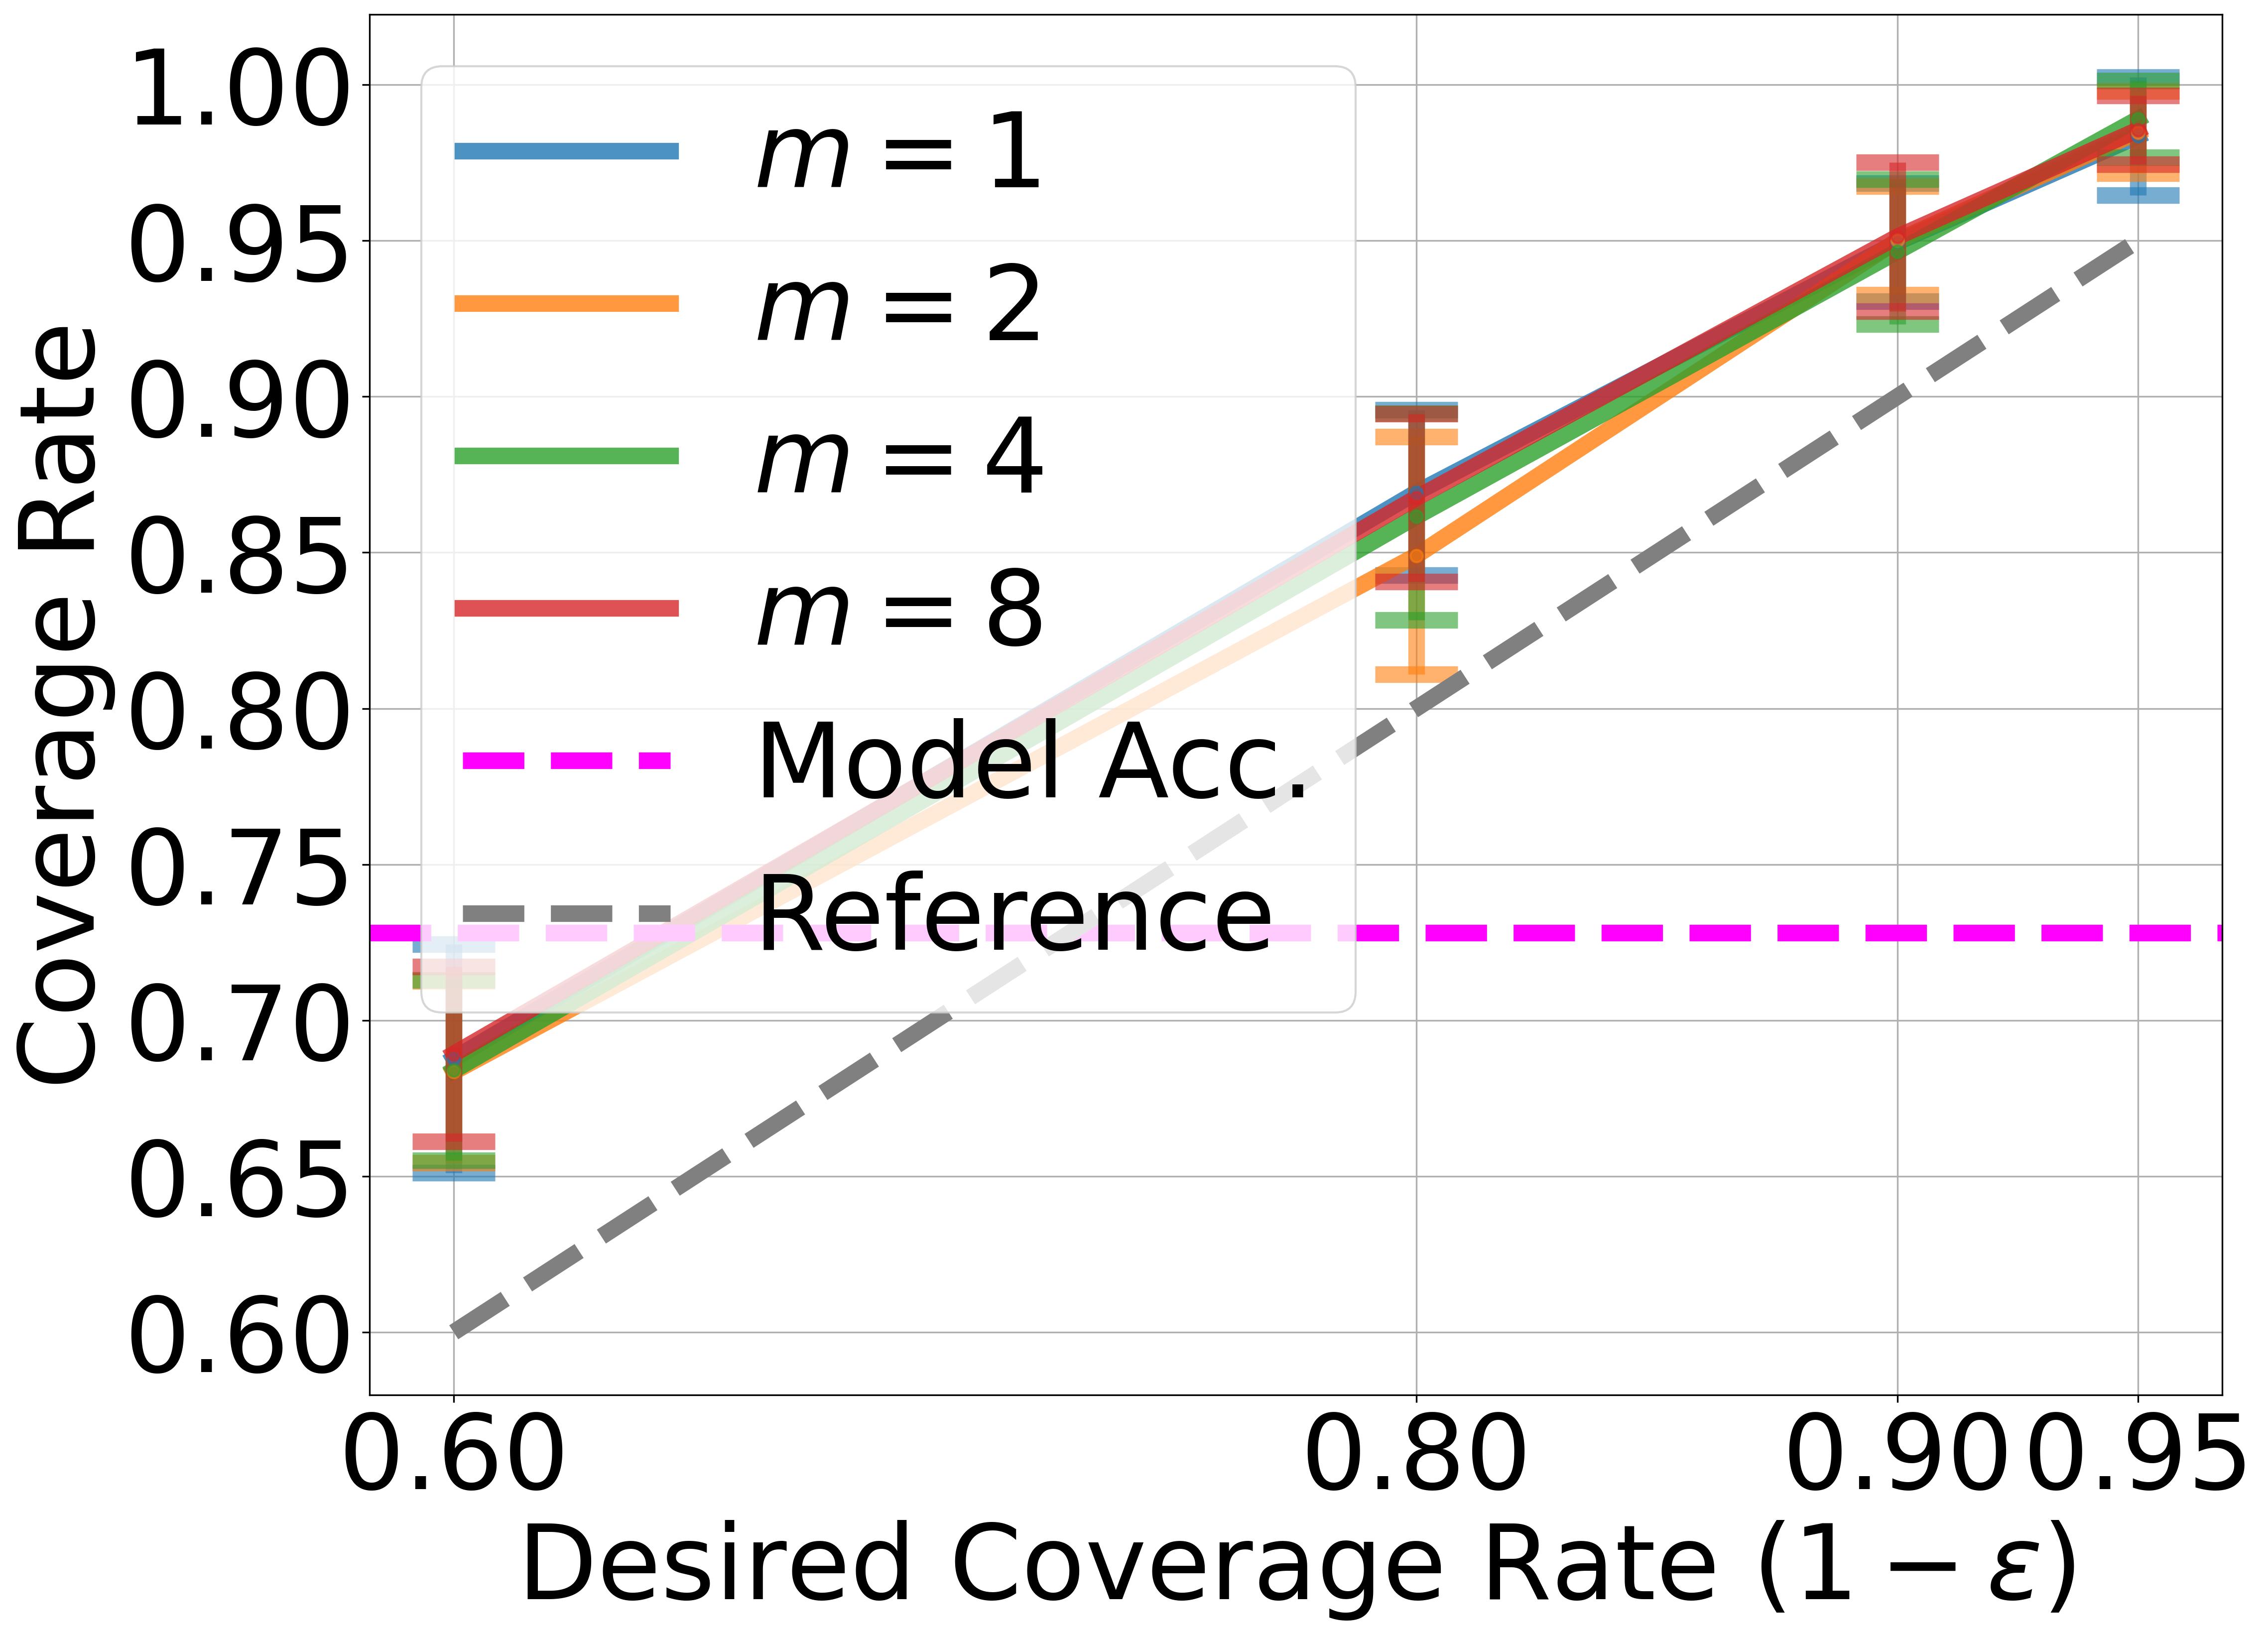 Coverage Rate
1.00
0.95
0.90
0.85
0.80
0.75
0.70
0.65
0.60
m = 1
m = 2
m = 4
m = 8
Model Acc.
Reference
0.60 0.80 0.90 0.95
Desired Coverage Rate (1 − ε)